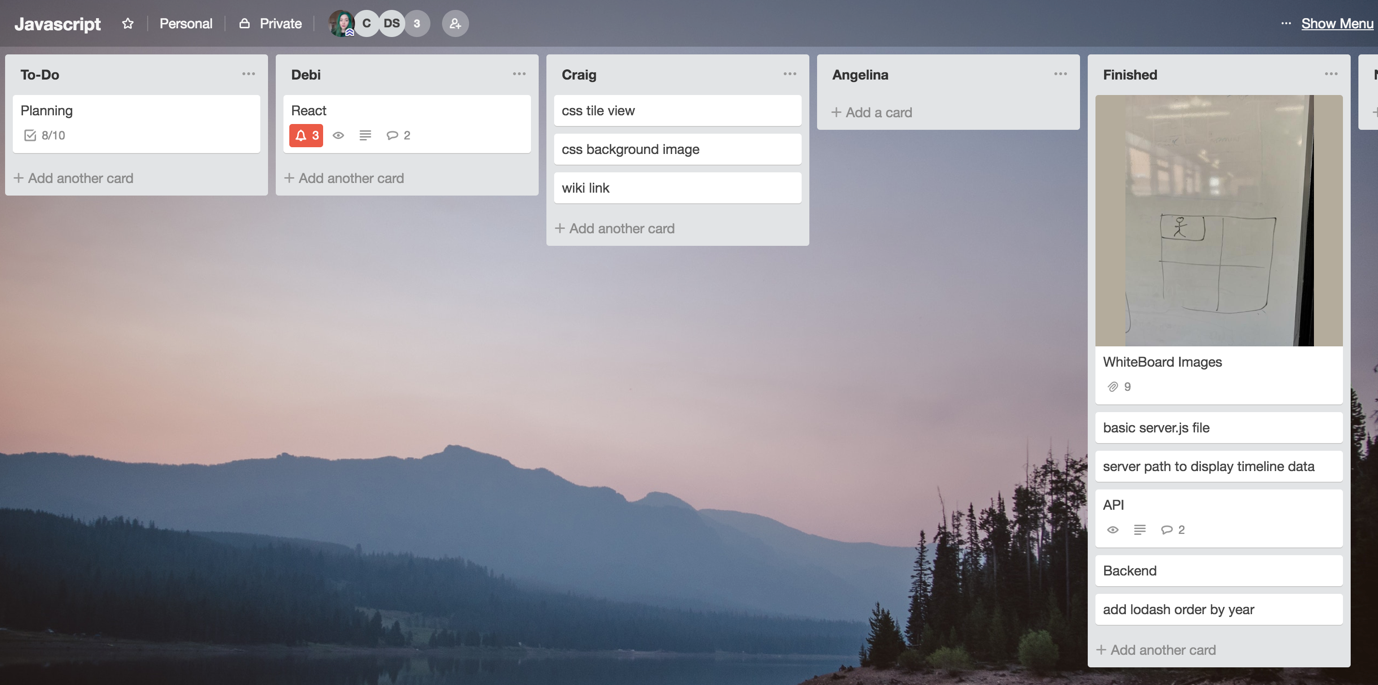 Javascript
Personal
Private
C
DS
3
Show Menu
To-Do
Planning
8/10
+ Add another card
Debi
React
3
2
+ Add another card
Craig
css tile view
css background image
wiki link
+ Add another card
Angelina
+ Add a card
Finished
WhiteBoard Images
9
basic server.js file
server path to display timeline data
API
2
Backend
add lodash order by year
+ Add another card